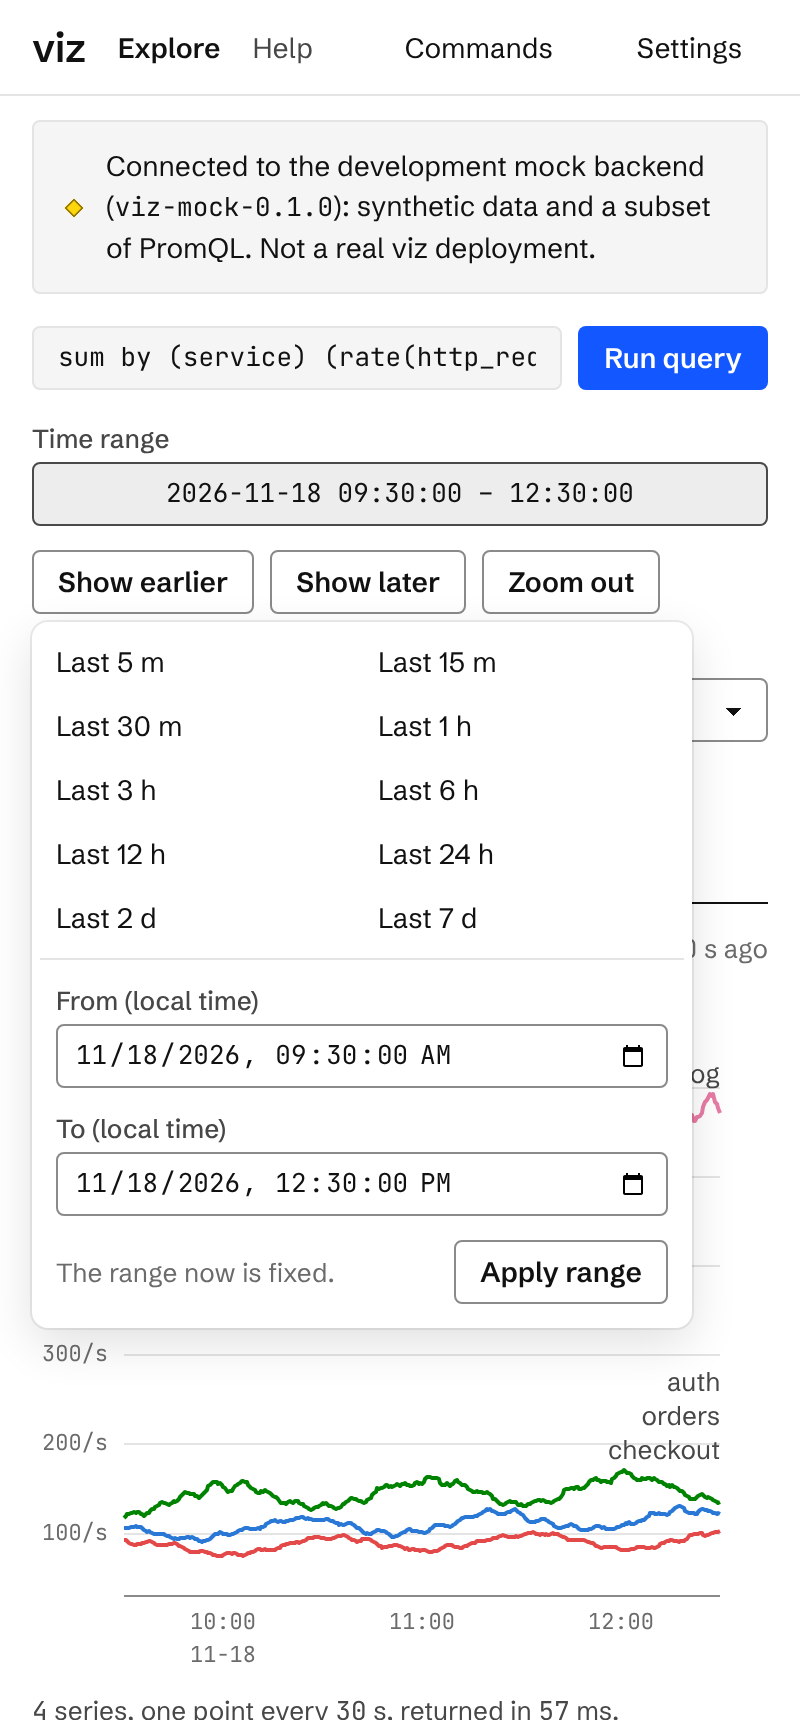 viz Explore Help Commands Settings
Connected to the development mock backend
(viz-mock-0.1.0): synthetic data and a subset
of PromQL. Not a real viz deployment.
sum by (service) (rate(http_req
Run query
Time range
2026-11-18 09:30:00 – 12:30:00
Show earlier Show later Zoom out
Last 5 m Last 15 m
Last 30 m Last 1 h
Last 3 h Last 6 h
Last 12 h Last 24 h
Last 2 d Last 7 d
s ago
From (local time)
11/18/2026, 09:30:00 AM
og
To (local time)
11/18/2026, 12:30:00 PM
The range now is fixed. Apply range
300/s
auth
orders
200/s
checkout
100/s
10:00 11:00 12:00
11-18
4 series, one point every 30 s, returned in 57 ms.